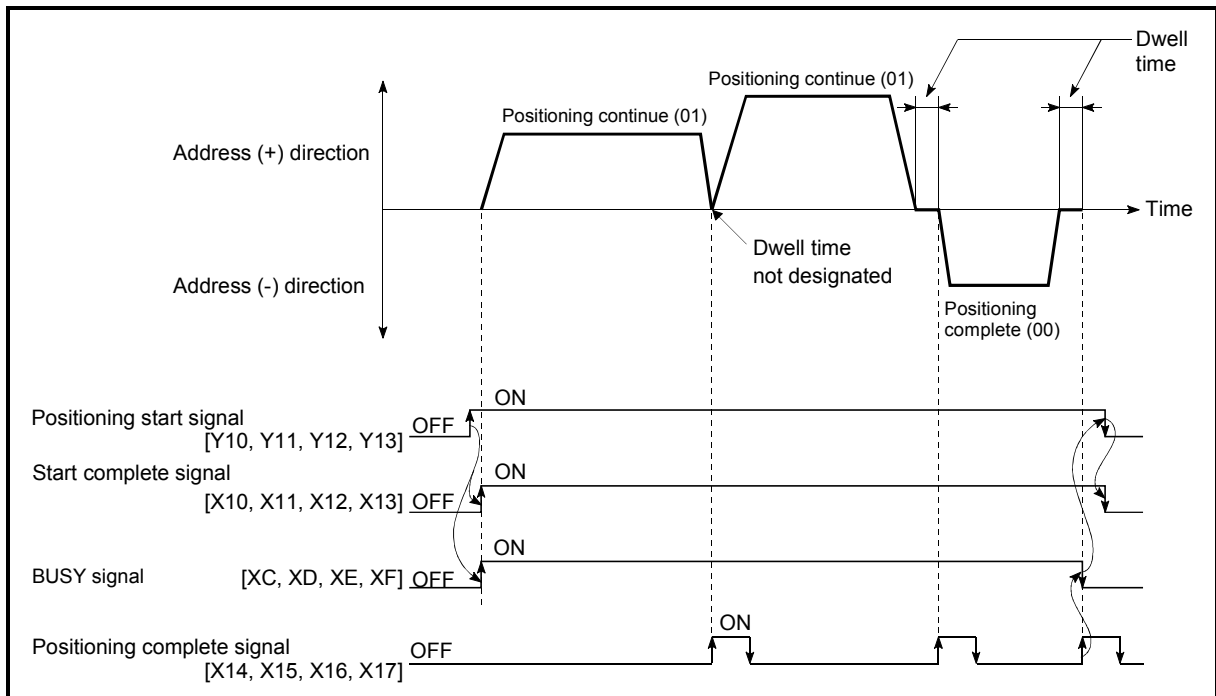 Dwell
time
Positioning continue (01)
Positioning continue (01)
Address (+) direction
Time
Dwell time
not designated
Address (-) direction
Positioning
complete (00)
ON
Positioning start signal
OFF
[Y10, Y11, Y12, Y13]
Start complete signal
ON
[X10, X11, X12, X13] OFF
ON
BUSY signal [XC, XD, XE, XF] OFF
ON
Positioning complete signal OFF
[X14, X15, X16, X17]